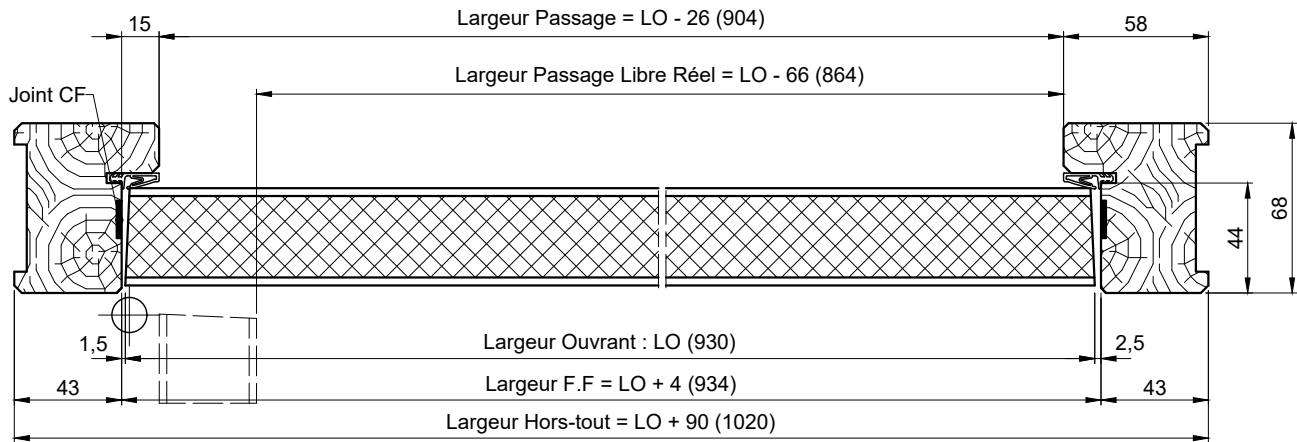 Largeur Passage = LO - 26 (904)
15
58
Largeur Passage Libre Réel = LO - 66 (864)
Joint CF
68
44
1,5
Largeur Ouvrant : LO (930)
2,5
43
Largeur F.F = LO + 4 (934)
43
Largeur Hors-tout = LO + 90 (1020)